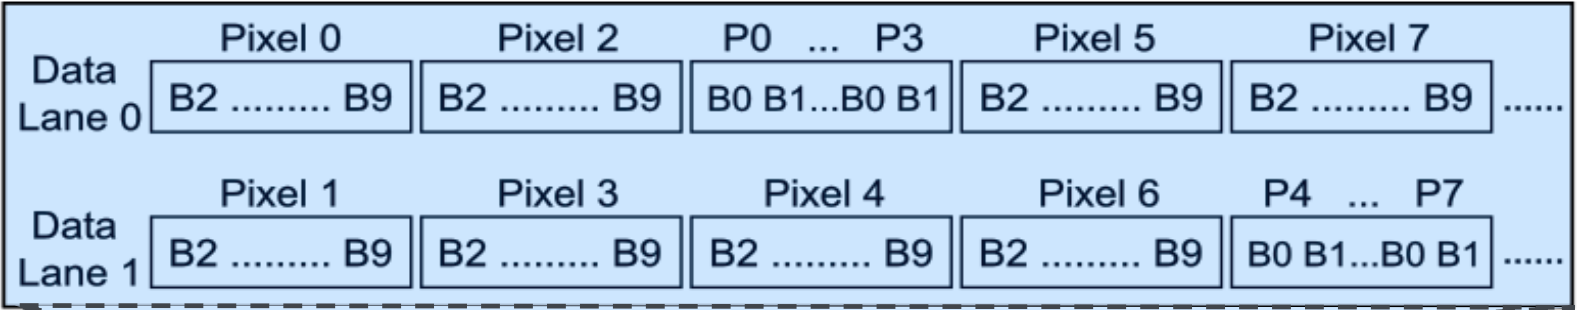 Pixel 0 Pixel 2 P0 ... P3 Pixel 5 Pixel 7
Data Lane 0 B2 ......... B9 B2 ......... B9 B0 B1...B0 B1 B2 ......... B9 B2 ......... B9 ......
Pixel 1 Pixel 3 Pixel 4 Pixel 6 P4 ... P7
Data Lane 1 B2 ......... B9 B2 ......... B9 B2 ......... B9 B2 ......... B9 B0 B1...B0 B1 ......